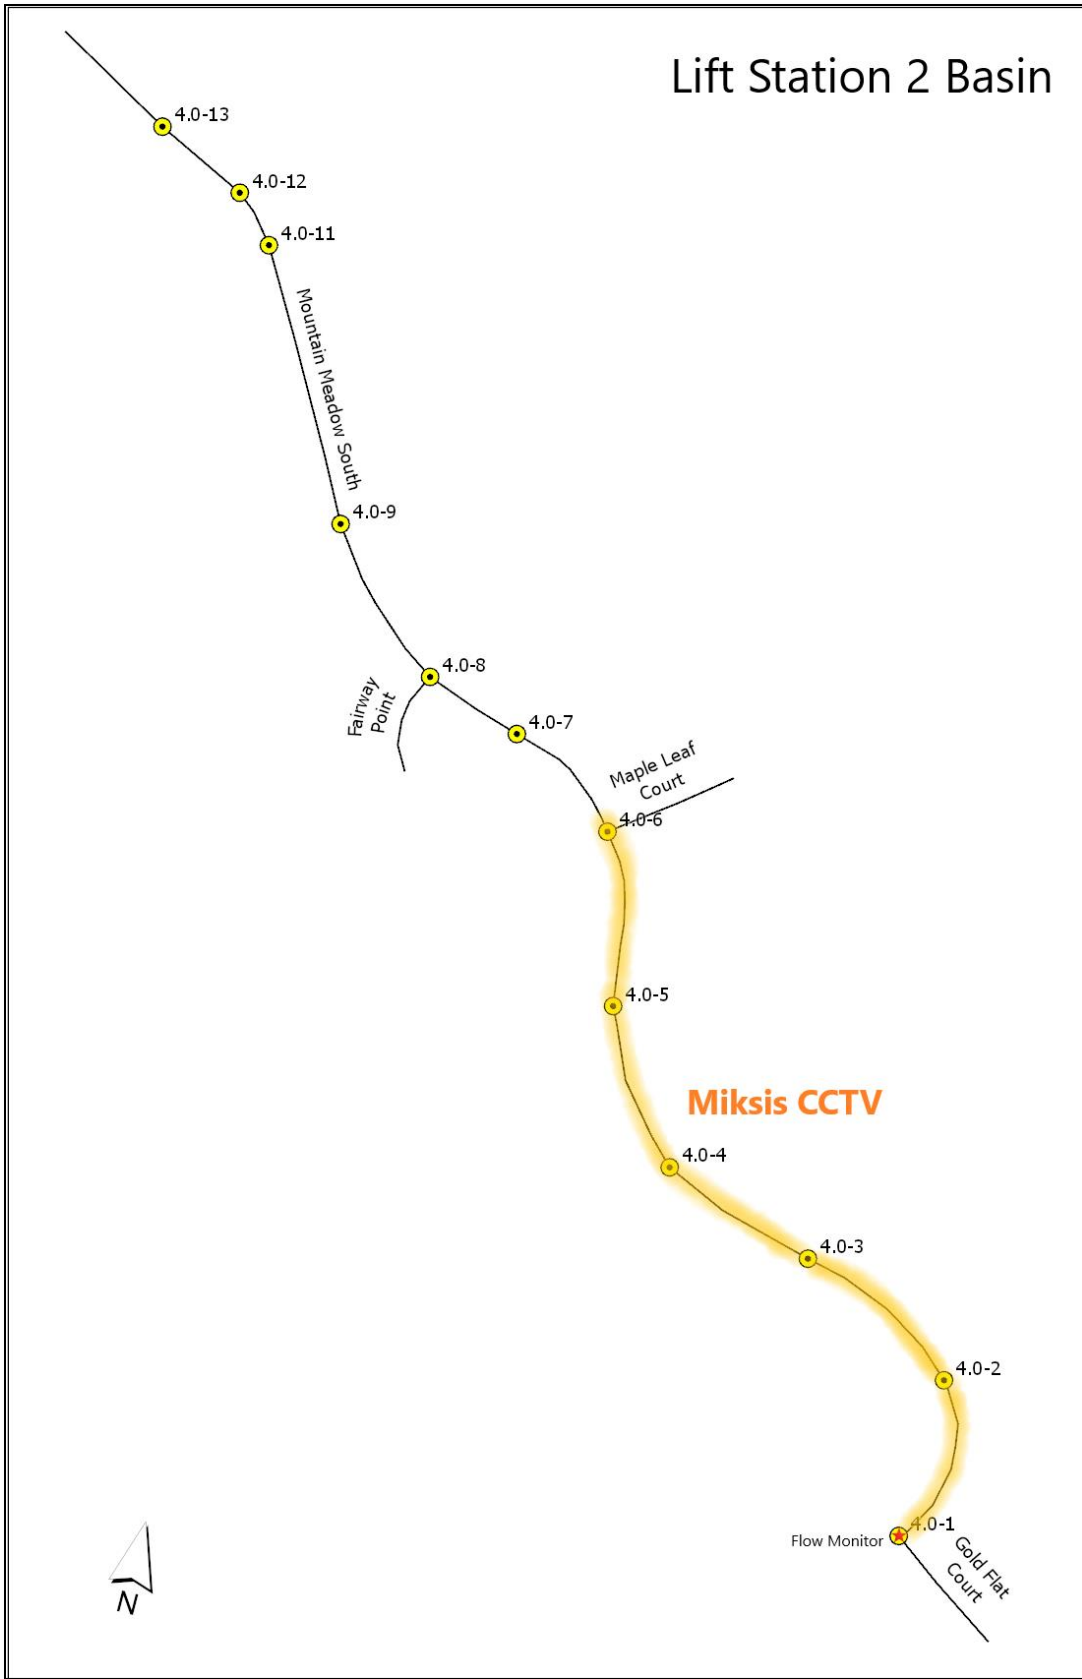 Lift Station 2 Basin
4.0-13
4.0-12
4.0-11
Mountain Meadow South
4.0-9
4.0-8
Fairway
Point
4.0-7
Maple Leaf
Court
4.0-6
4.0-5
Miksis CCTV
4.0-4
4.0-3
4.0-2
4.0-1
Flow Monitor
Gold Flat
Court
N